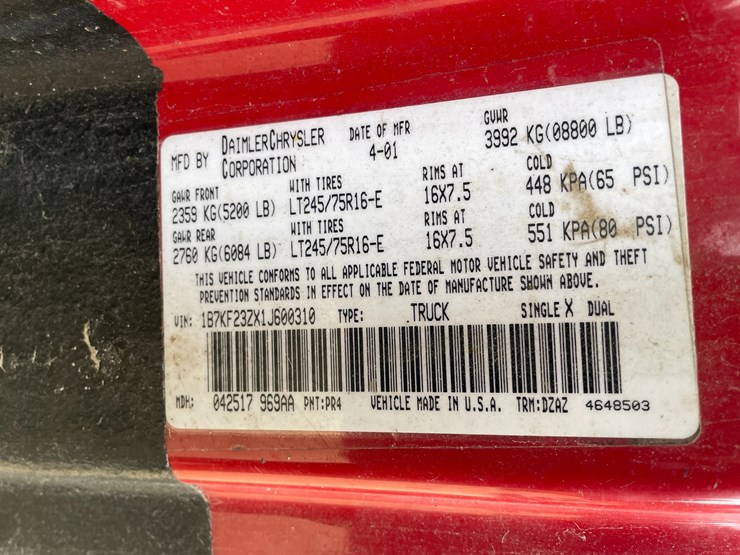 MFD BY DAIMLERCHRYSLER CORPORATION DATE OF MFR 4-01 GVWR 3992 KG(08800 LB)
GAWR FRONT WITH TIRES RIMS AT COLD
2359 KG(5200 LB) LT245/75R16-E 16X7.5 448 KPA(65 PSI)
GAWR REAR WITH TIRES RIMS AT COLD
2760 KG(6084 LB) LT245/75R16-E 16X7.5 551 KPA(80 PSI)
THIS VEHICLE CONFORMS TO ALL APPLICABLE FEDERAL MOTOR VEHICLE SAFETY AND THEFT
PREVENTION STANDARDS IN EFFECT ON THE DATE OF MANUFACTURE SHOWN ABOVE.
VIN: 1B7KF23ZX1J600310 TYPE: TRUCK SINGLE X DUAL
MDH: 042517 969AA PNT:PR4 VEHICLE MADE IN U.S.A. TRM:DZAZ 4648503